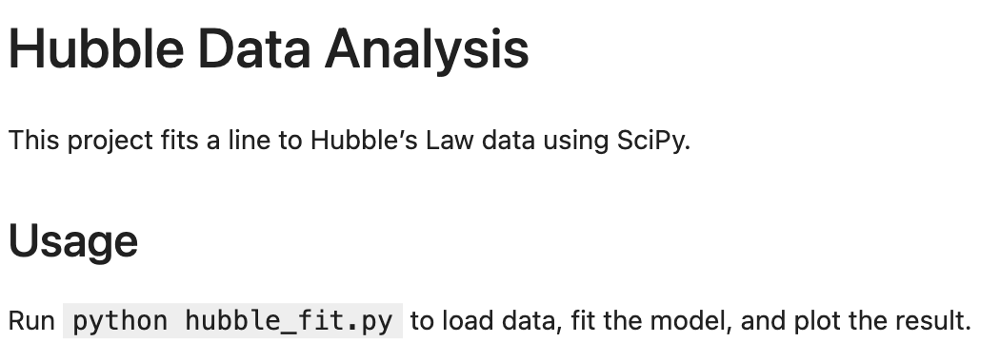 Hubble Data Analysis
This project fits a line to Hubble’s Law data using SciPy.
Usage
Run python hubble_fit.py to load data, fit the model, and plot the result.